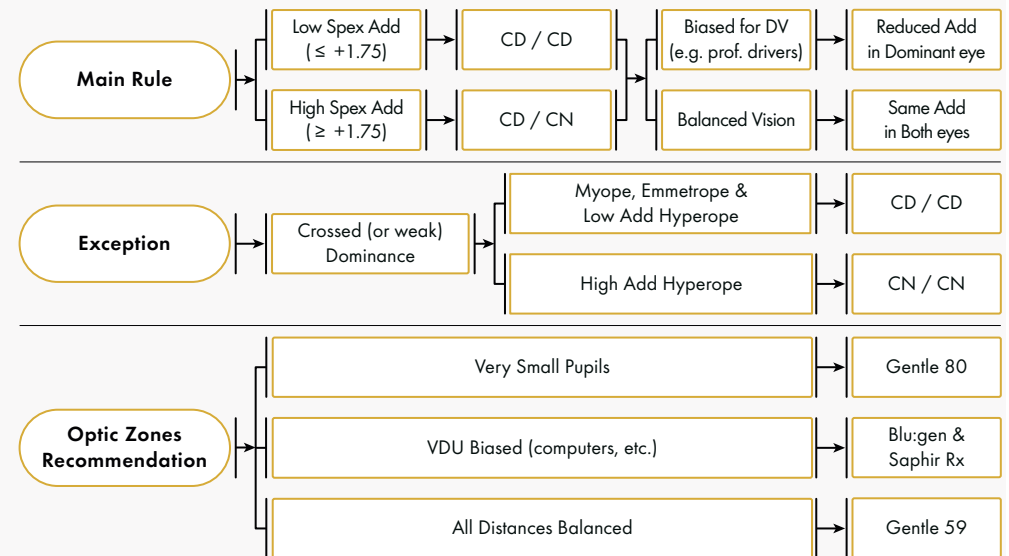 Main Rule
Low Spex Add
( ≤ +1.75)
CD / CD
High Spex Add
( ≥ +1.75)
CD / CN
Biased for DV
(e.g. prof. drivers)
Reduced Add
in Dominant eye
Balanced Vision
Same Add
in Both eyes
Exception
Crossed (or weak)
Dominance
Myope, Emmetrope &
Low Add Hyperope
CD / CD
High Add Hyperope
CN / CN
Optic Zones
Recommendation
Very Small Pupils
Gentle 80
VDU Biased (computers, etc.)
Blu:gen &
Saphir Rx
All Distances Balanced
Gentle 59